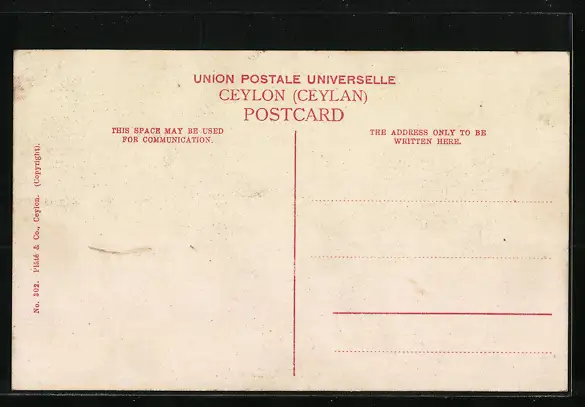 UNION POSTALE UNIVERSELLE
CEYLON (CEYLAN)
POSTCARD
THIS SPACE MAY BE USED
FOR COMMUNICATION.
THE ADDRESS ONLY TO BE
WRITTEN HERE.
No. 302. Plâté & Co., Ceylon. (Copyright).